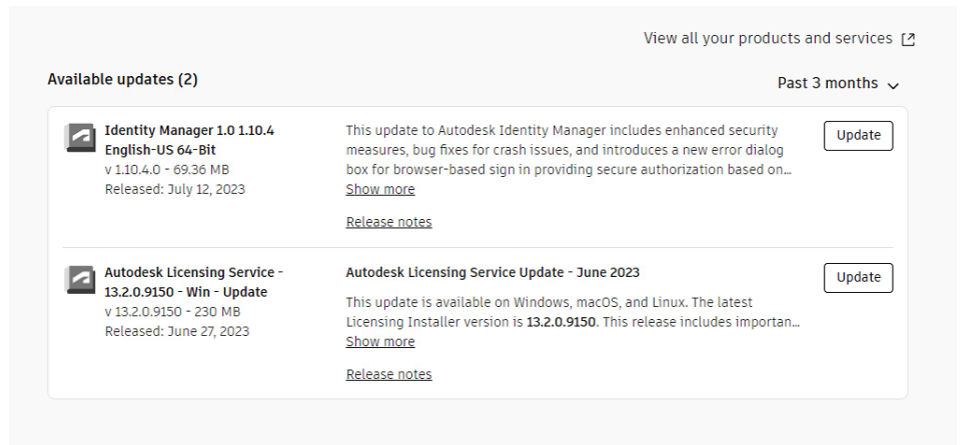 View all your products and services
Available updates (2)
Past 3 months
Identity Manager 1.0 1.10.4
English-US 64-Bit
v 1.10.4.0 - 69.36 MB
Released: July 12, 2023
This update to Autodesk Identity Manager includes enhanced security
measures, bug fixes for crash issues, and introduces a new error dialog
box for browser-based sign in providing secure authorization based on...
Show more
Release notes
Update
Autodesk Licensing Service -
13.2.0.9150 - Win - Update
v 13.2.0.9150 - 230 MB
Released: June 27, 2023
Autodesk Licensing Service Update - June 2023
This update is available on Windows, macOS, and Linux. The latest
Licensing Installer version is 13.2.0.9150. This release includes importan...
Show more
Release notes
Update